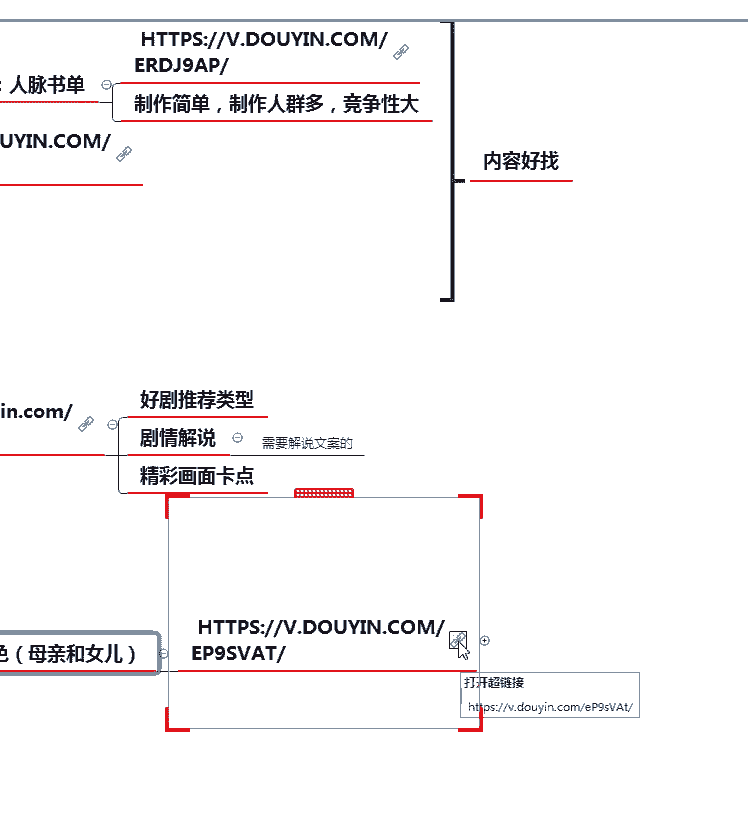 HTTPS://V.DOUYIN.COM/
ERDJ9AP/
：人脉书单
制作简单，制作人群多，竞争性大
UYIN.COM/
内容好找
好剧推荐类型
in.com/
剧情解说
需要解说文案的
精彩画面卡点
HTTPS://V.DOUYIN.COM/
EP9SVAT/
色（母亲和女儿）
打开超链接
https://v.douyin.com/eP9sVAt/